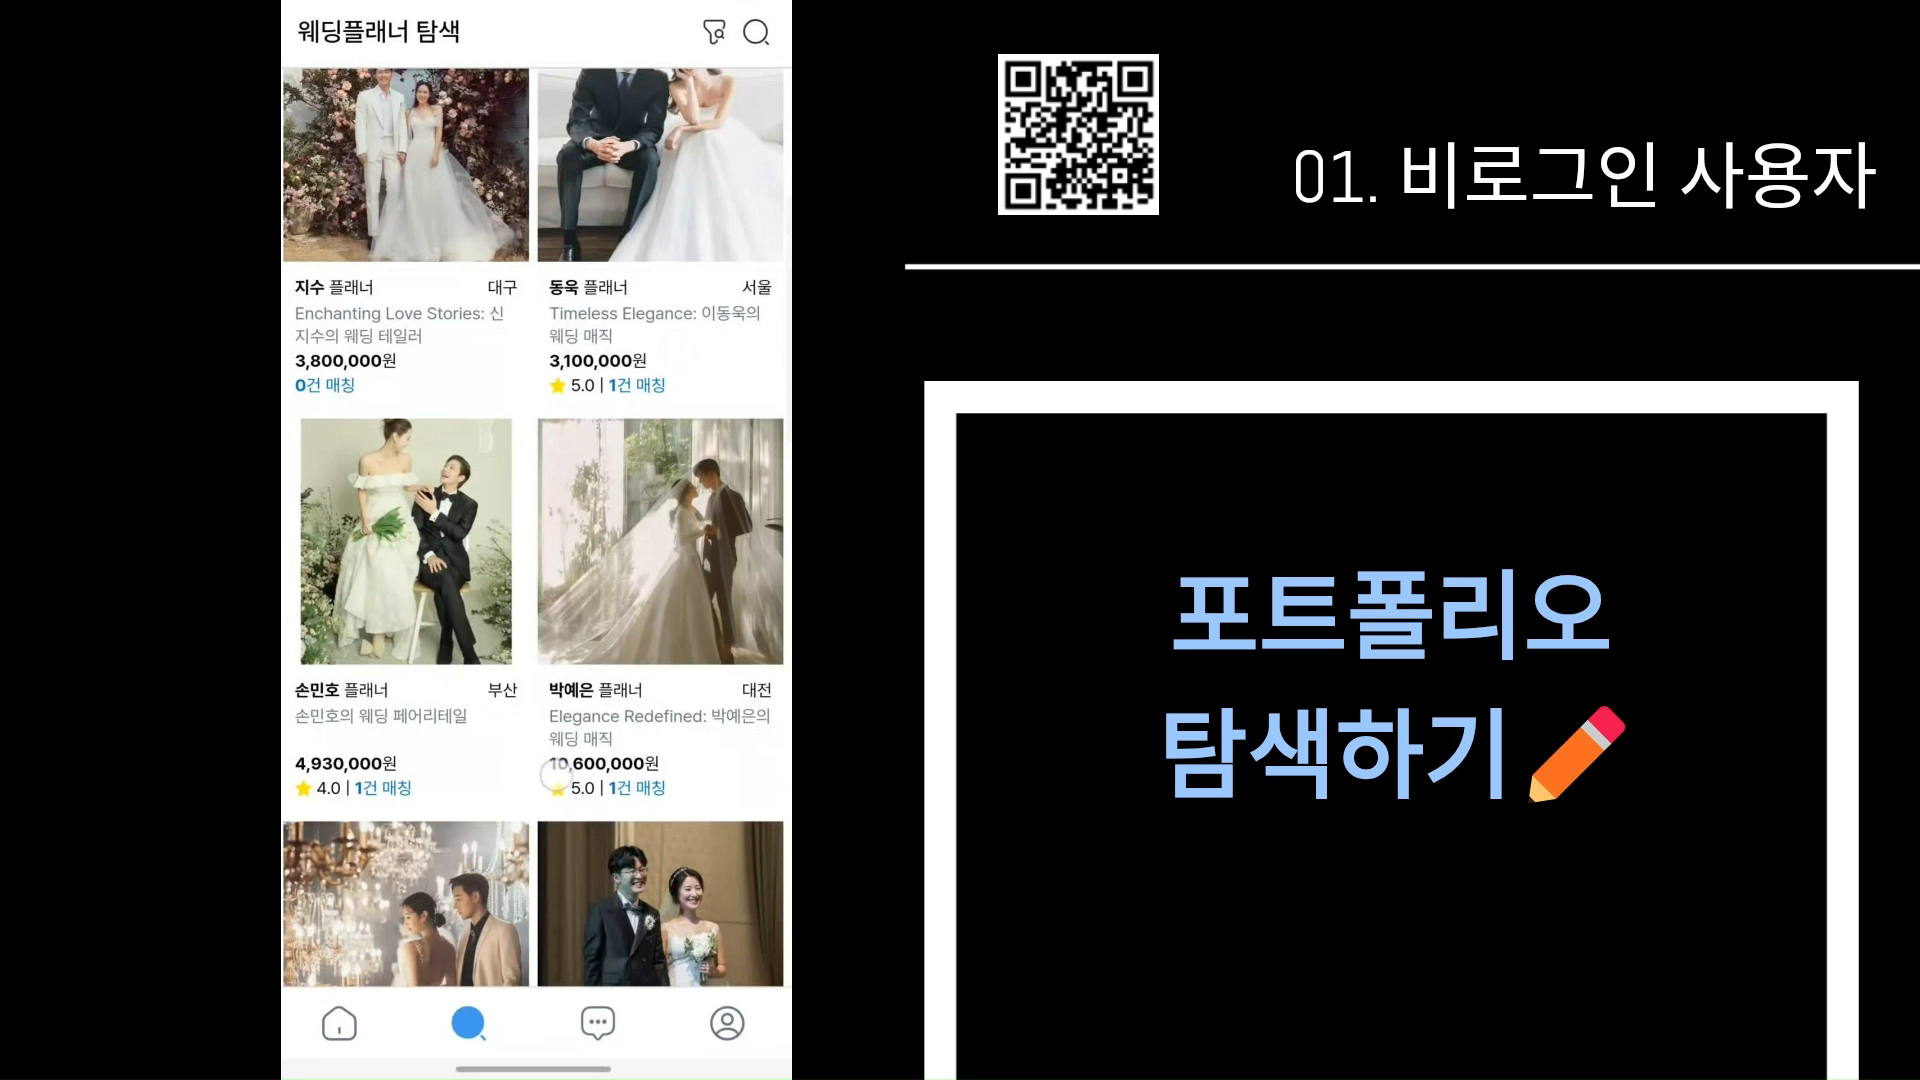 웨딩플래너 탐색
지수 플래너 대구
Enchanting Love Stories: 신
지수의 웨딩 테일러
3,800,000원
0건 매칭
동욱 플래너 서울
Timeless Elegance: 이동욱의
웨딩 매직
3,100,000원
5.0 | 1건 매칭
손민호 플래너 부산
손민호의 웨딩 페어리테일
4,930,000원
4.0 | 1건 매칭
박예은 플래너 대전
Elegance Redefined: 박예은의
웨딩 매직
10,600,000원
5.0 | 1건 매칭
01. 비로그인 사용자
포트폴리오
탐색하기